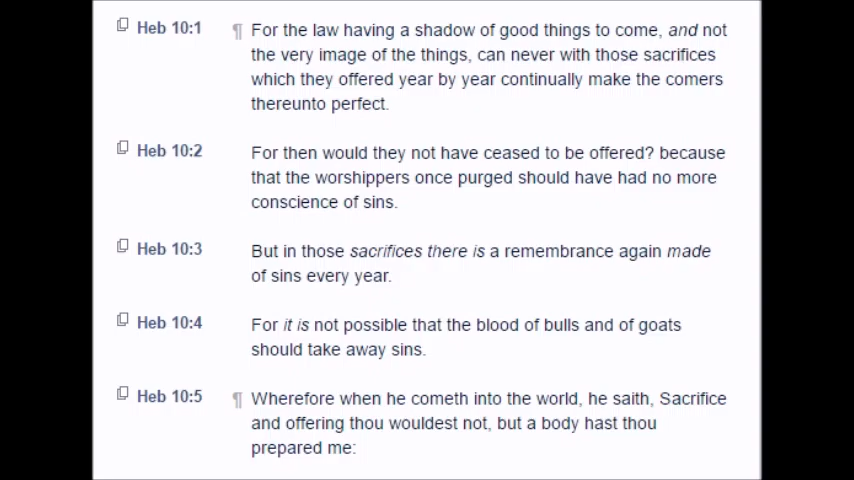 Heb 10:1 ¶ For the law having a shadow of good things to come, and not
the very image of the things, can never with those sacrifices
which they offered year by year continually make the comers
thereunto perfect.
Heb 10:2 For then would they not have ceased to be offered? because
that the worshippers once purged should have had no more
conscience of sins.
Heb 10:3 But in those sacrifices there is a remembrance again made
of sins every year.
Heb 10:4 For it is not possible that the blood of bulls and of goats
should take away sins.
Heb 10:5 ¶ Wherefore when he cometh into the world, he saith, Sacrifice
and offering thou wouldest not, but a body hast thou
prepared me: